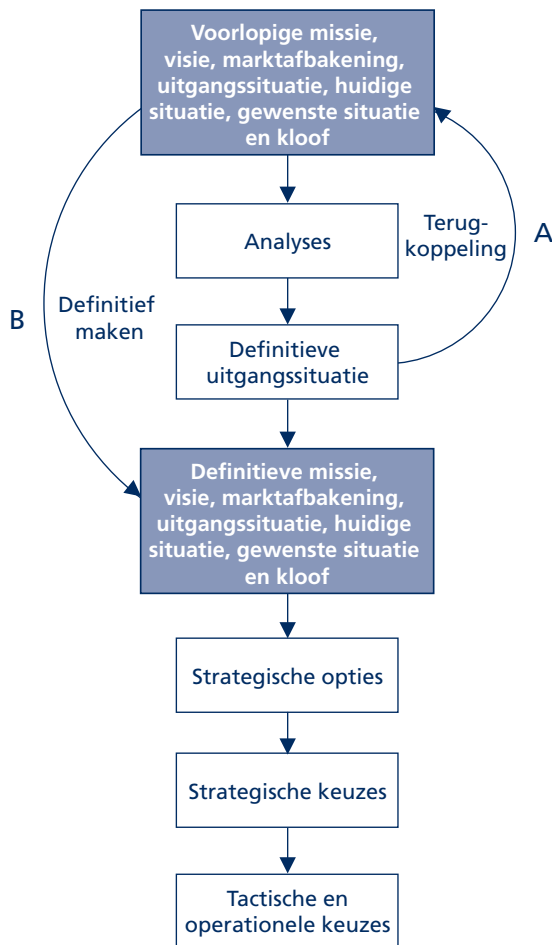 Voorlopige missie,
visie, marktafbakening,
uitgangssituatie, huidige
situatie, gewenste situatie
en kloof
Analyses
Terug-
koppeling
A
B
Definitief
maken
Definitieve
uitgangssituatie
Definitieve missie,
visie, marktafbakening,
uitgangssituatie, huidige
situatie, gewenste situatie
en kloof
Strategische opties
Strategische keuzes
Tactische en
operationele keuzes